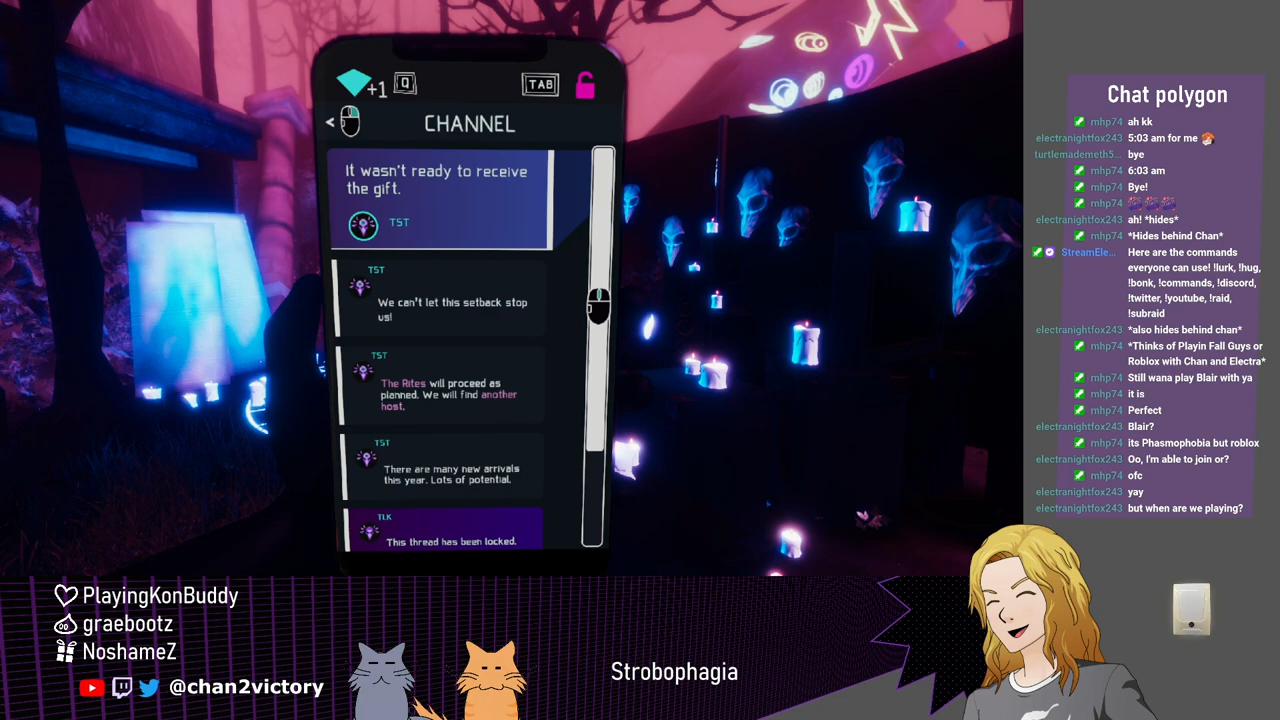 +1
Q
TAB
<
CHANNEL
It wasn't ready to receive
the gift.
TST
TST
We can't let this setback stop
us!
TST
The Rites will proceed as
planned. We will find another
host.
TST
There are many new arrivals
this year. Lots of potential.
TLK
This thread has been locked.
Chat polygon
mhp74 ah kk
electranightfox243 5:03 am for me
turtlemademeth5... bye
mhp74 6:03 am
mhp74 Bye!
mhp74
electranightfox243 ah! *hides*
mhp74 *Hides behind Chan*
StreamEle... Here are the commands
everyone can use! !lurk, !hug,
!bonk, !commands, !discord,
!twitter, !youtube, !raid,
!subraid
electranightfox243 *also hides behind chan*
mhp74 *Thinks of Playin Fall Guys or
Roblox with Chan and Electra*
mhp74 Still wana play Blair with ya
mhp74 it is
mhp74 Perfect
electranightfox243 Blair?
mhp74 its Phasmophobia but roblox
electranightfox243 Oo, I'm able to join or?
mhp74 ofc
electranightfox243 yay
electranightfox243 but when are we playing?
PlayingKonBuddy
graebootz
NoshameZ
@chan2victory
Strobophagia